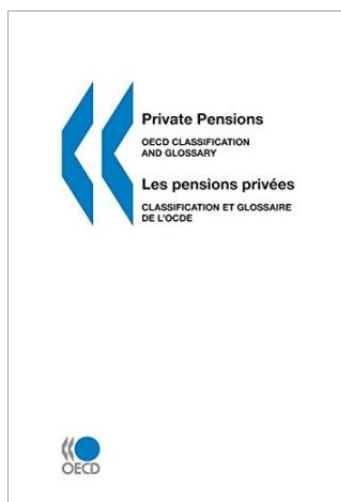 Private Pensions
OECD CLASSIFICATION
AND GLOSSARY
Les pensions privées
CLASSIFICATION ET GLOSSAIRE
DE L'OCDE
OECD